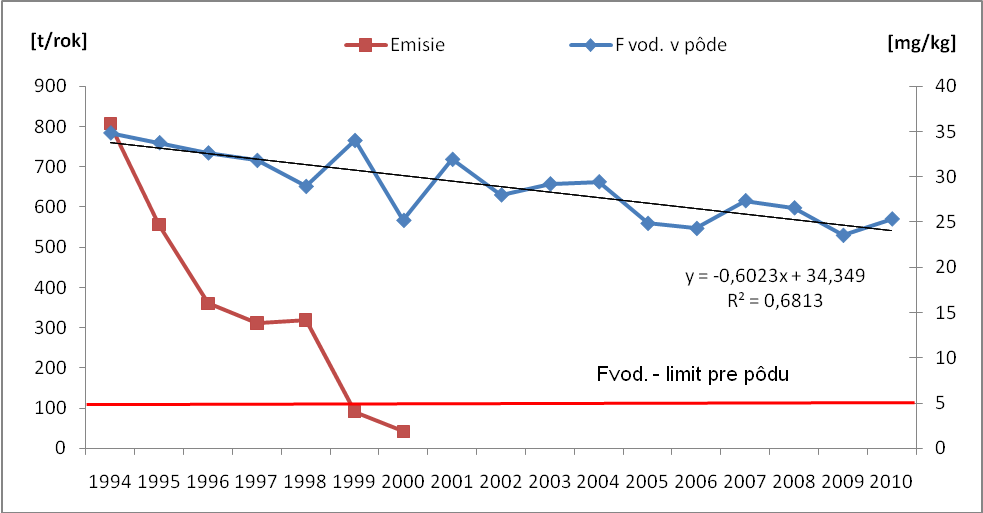 [t/rok] Emisie F vod. v pôde [mg/kg]
900 40
800 35
700 30
600 25
500 20
400 15
300 10
200 5
100 0
0
y = -0,6023x + 34,349
R² = 0,6813
Fvod. - limit pre pôdu
1994 1995 1996 1997 1998 1999 2000 2001 2002 2003 2004 2005 2006 2007 2008 2009 2010